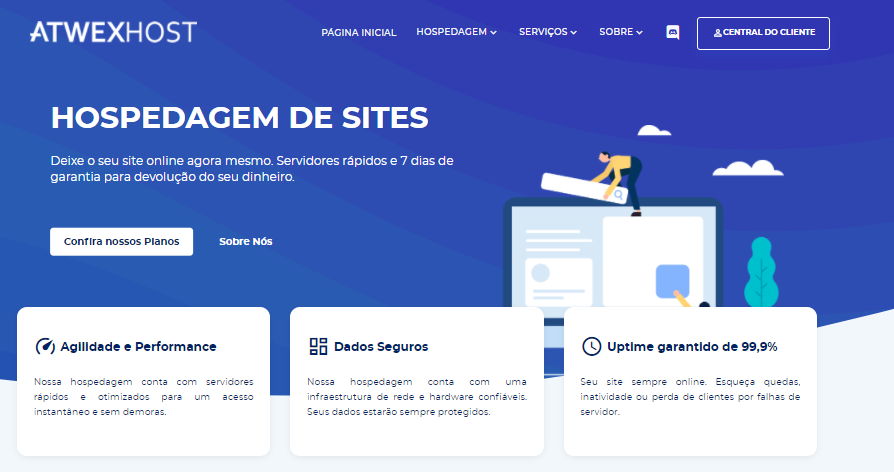 ATWEXHOST
PÁGINA INICIAL
HOSPEDAGEM
SERVIÇOS
SOBRE
CENTRAL DO CLIENTE
HOSPEDAGEM DE SITES
Deixe o seu site online agora mesmo. Servidores rápidos e 7 dias de
garantia para devolução do seu dinheiro.
Confira nossos Planos
Sobre Nós
Agilidade e Performance
Nossa hospedagem conta com servidores
rápidos e otimizados para um acesso
instantâneo e sem demoras.
Dados Seguros
Nossa hospedagem conta com uma
infraestrutura de rede e hardware confiáveis.
Seus dados estarão sempre protegidos.
Uptime garantido de 99,9%
Seu site sempre online. Esqueça quedas,
inatividade ou perda de clientes por falhas de
servidor.